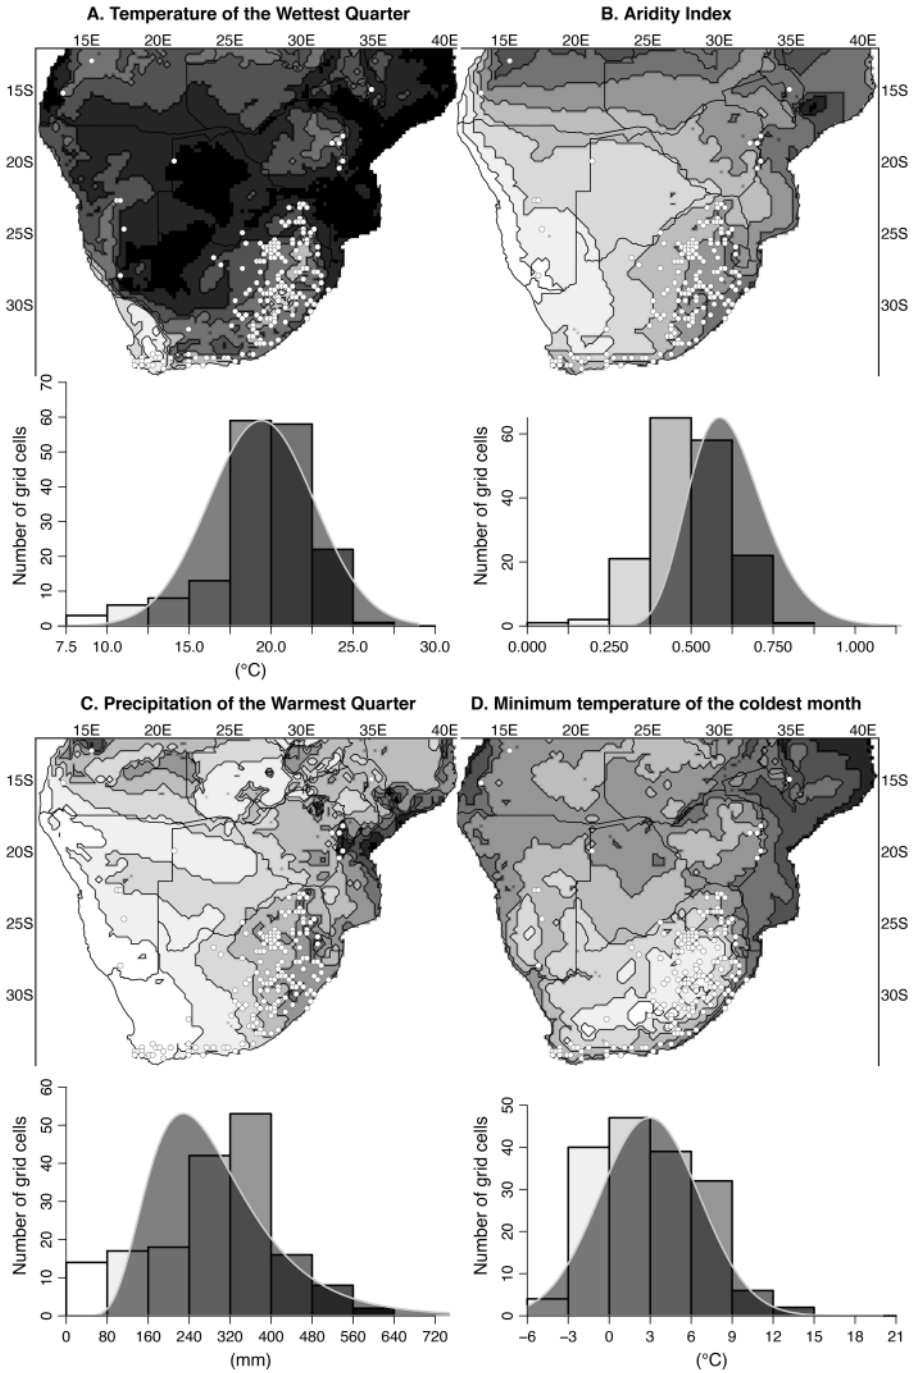 A. Temperature of the Wettest Quarter
15E 20E 25E 30E 35E 40E
15S
20S
25S
30S
B. Aridity Index
15E 20E 25E 30E 35E 40E
15S
20S
25S
30S
Number of grid cells
70
60
50
40
30
20
10
0
7.5 10.0 15.0 20.0 25.0 30.0
(°C)
Number of grid cells
60
40
20
0
0.000 0.250 0.500 0.750 1.000
C. Precipitation of the Warmest Quarter
15E 20E 25E 30E 35E 40E
15S
20S
25S
30S
D. Minimum temperature of the coldest month
15E 20E 25E 30E 35E 40E
15S
20S
25S
30S
Number of grid cells
60
50
40
30
20
10
0
0 80 160 240 320 400 480 560 640 720
(mm)
Number of grid cells
50
40
30
20
10
0
−6 −3 0 3 6 9 12 15 18 21
(°C)